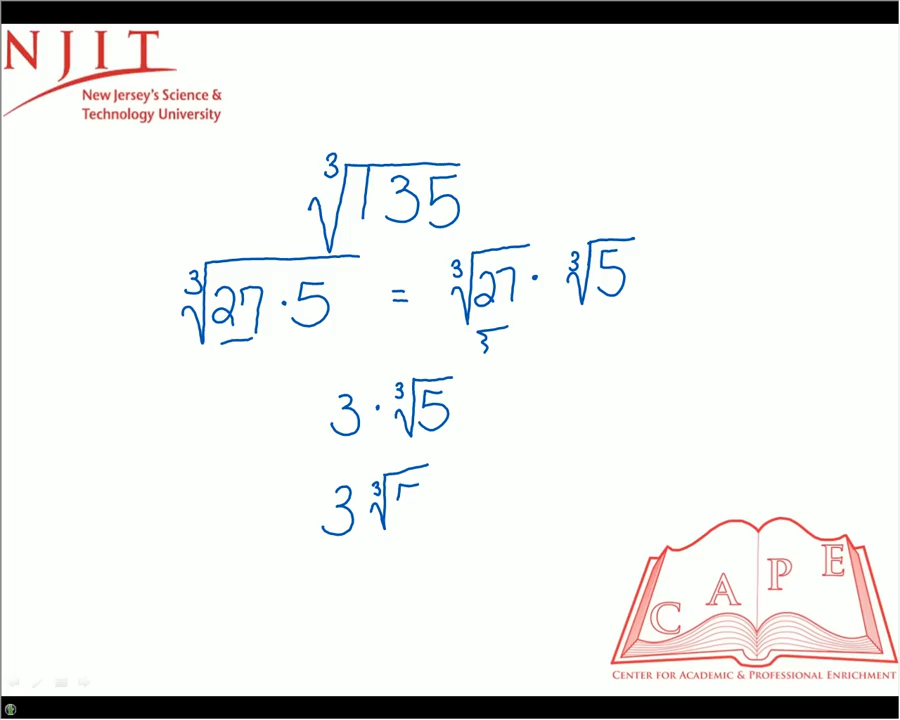 NJIT
New Jersey's Science &
Technology University
∛135
∛27·5 = ∛27 · ∛5
3
3 · ∛5
3 ∛
C A P E
CENTER FOR ACADEMIC & PROFESSIONAL ENRICHMENT